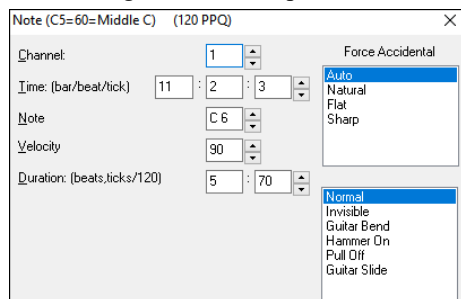 Note (C5=60=Middle C) (120 PPQ)
Channel: 1
Time: (bar/beat/tick) 11 : 2 : 3
Note C 6
Velocity 90
Duration: (beats,ticks/120) 5 : 70
Force Accidental
Auto
Natural
Flat
Sharp
Normal
Invisible
Guitar Bend
Hammer On
Pull Off
Guitar Slide